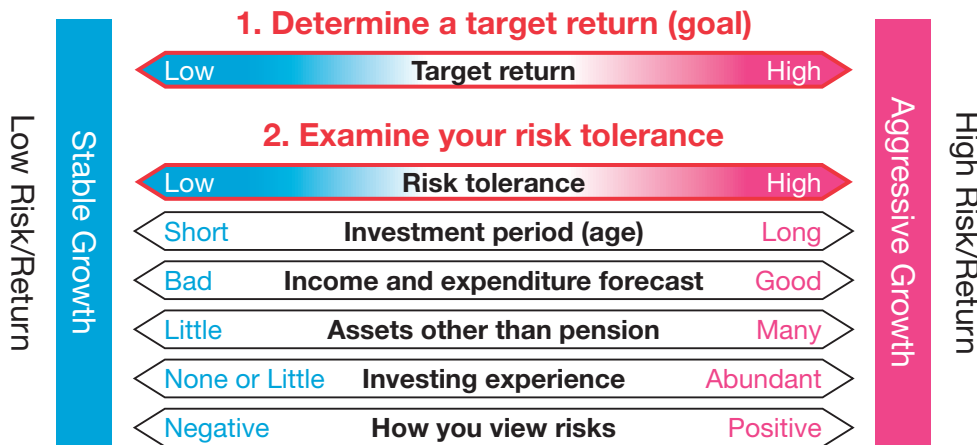 1. Determine a target return (goal)
Low Target return High
2. Examine your risk tolerance
Low Risk tolerance High
Short Investment period (age) Long
Bad Income and expenditure forecast Good
Little Assets other than pension Many
None or Little Investing experience Abundant
Negative How you view risks Positive
Low Risk/Return
Stable Growth
Aggressive Growth
High Risk/Return